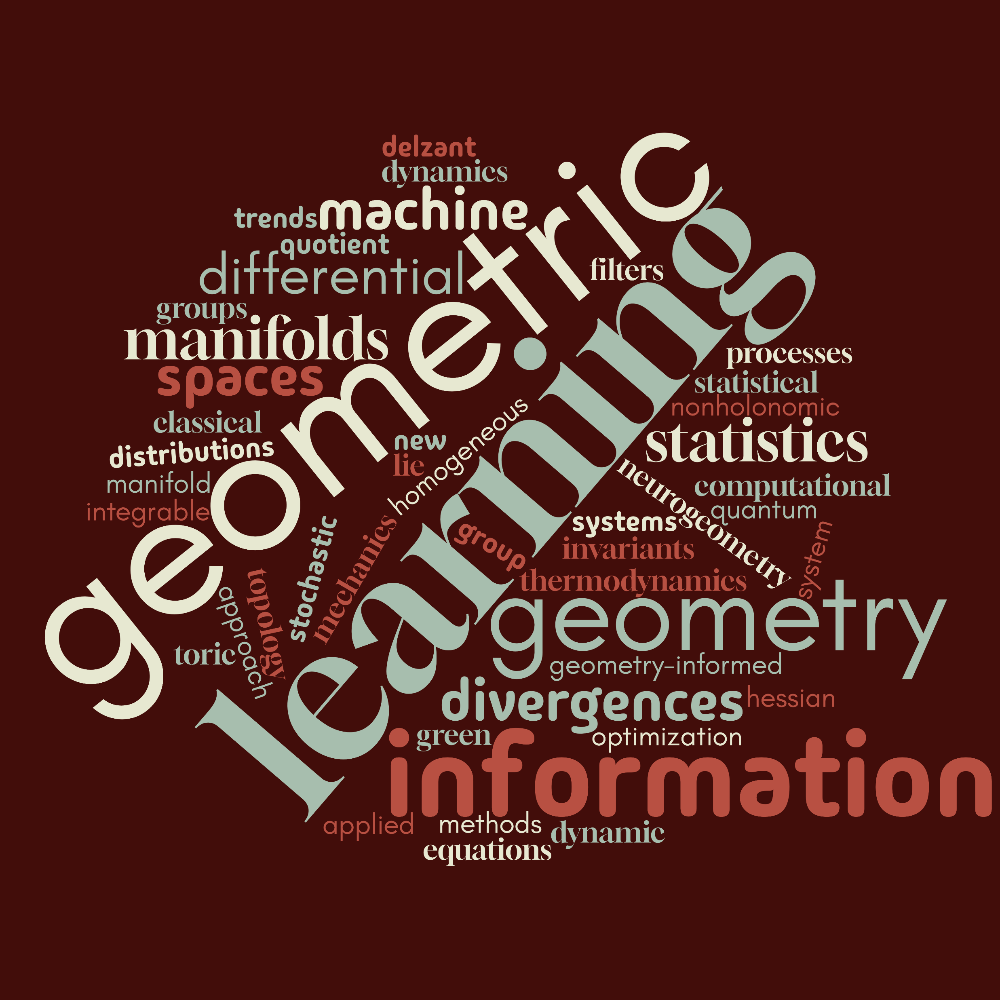 delzant
dynamics
trends
machine
quotient
differential
geometric
filters
groups
manifolds
spaces
learning
processes
statistical
nonholonomic
statistics
classical
distributions
new
lie
homogeneous
manifold
integrable
neurogeometry
computational
quantum
stochastic
mechanics
group
systems
invariants
system
thermodynamics
topology
approach
toric
geometry
geometry-informed
divergences
hessian
green
optimization
information
applied
methods
dynamic
equations